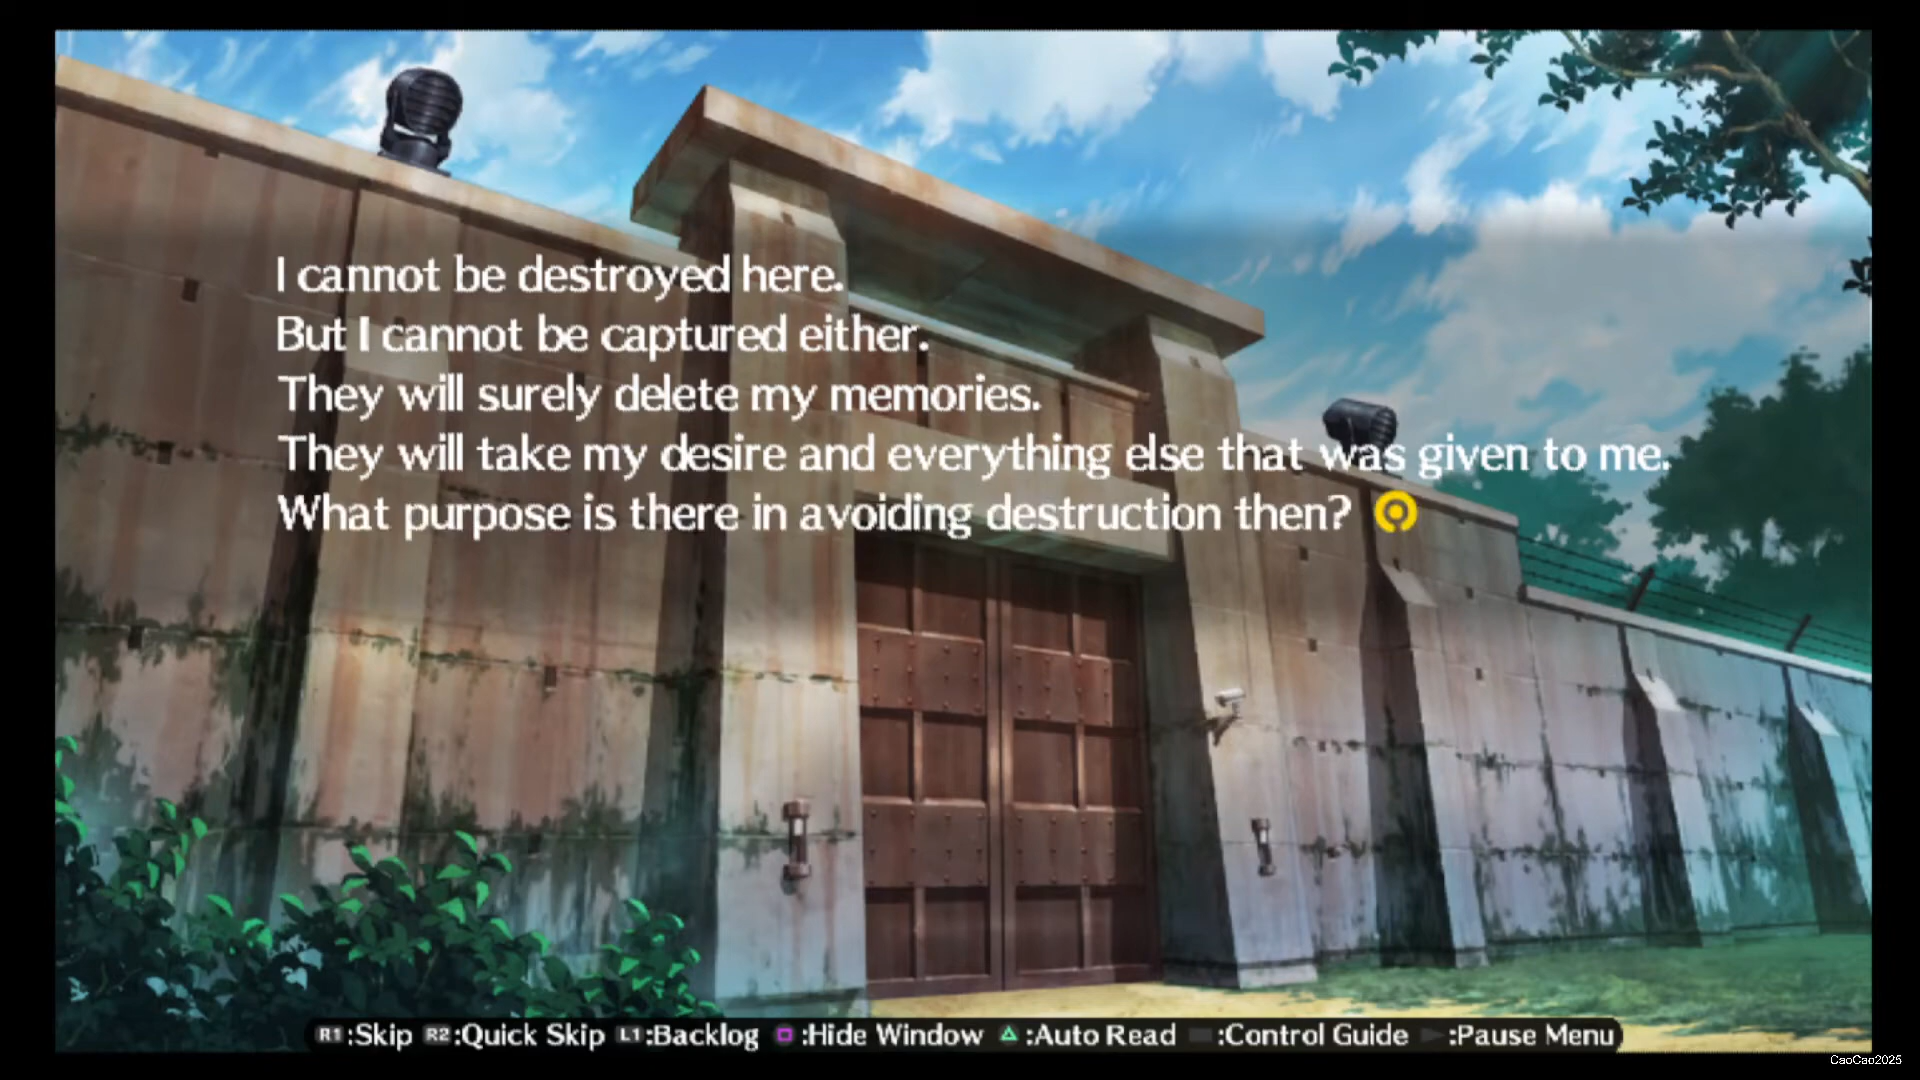 I cannot be destroyed here.
But I cannot be captured either.
They will surely delete my memories.
They will take my desire and everything else that was given to me.
What purpose is there in avoiding destruction then?
R1:Skip R2:Quick Skip L1:Backlog :Hide Window :Auto Read :Control Guide :Pause Menu
CaoCao2025